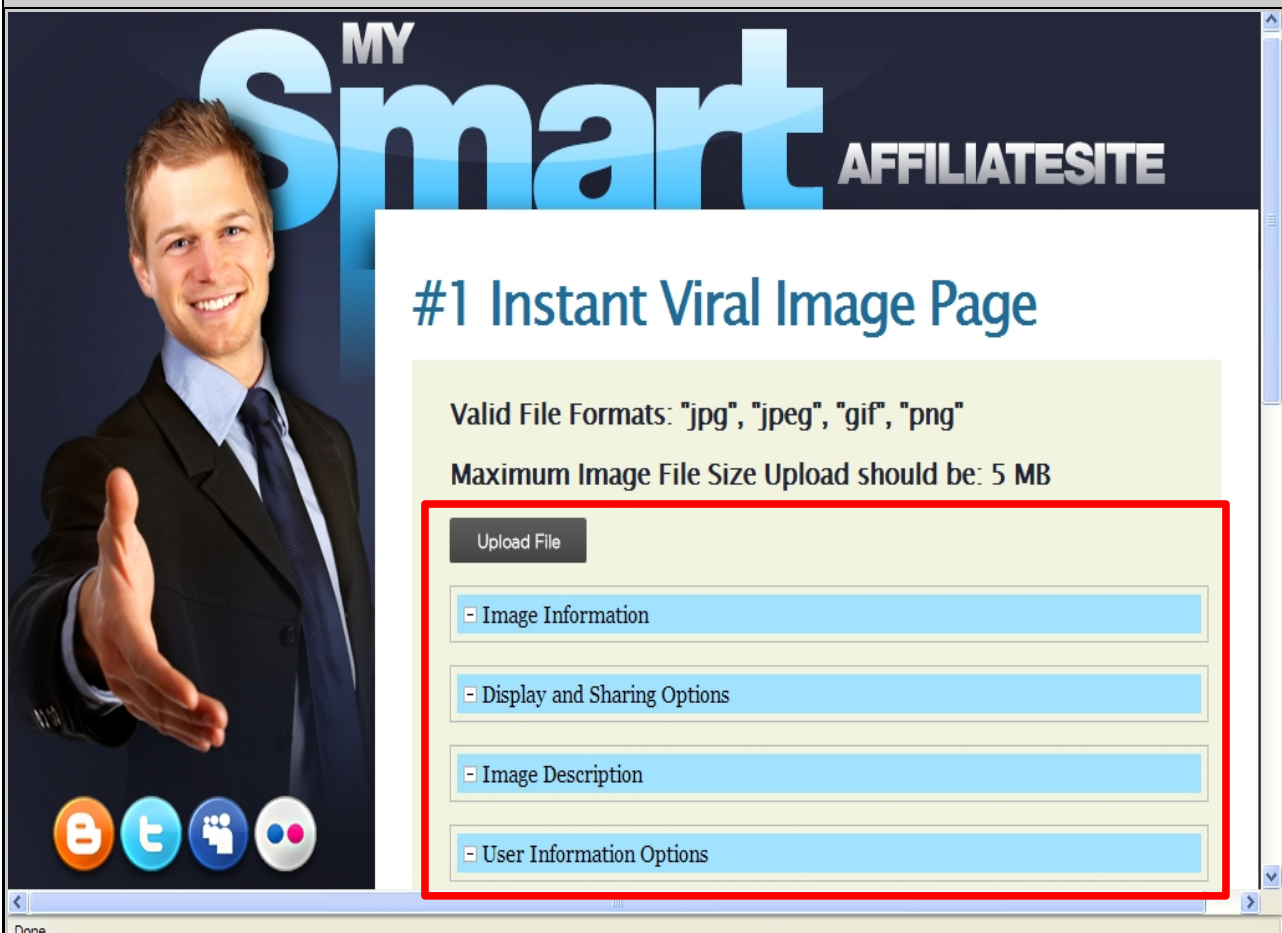 MY
Smart
AFFILIATESITE
#1 Instant Viral Image Page
Valid File Formats: "jpg", "jpeg", "gif", "png"
Maximum Image File Size Upload should be: 5 MB
Upload File
Image Information
Display and Sharing Options
Image Description
User Information Options
Done